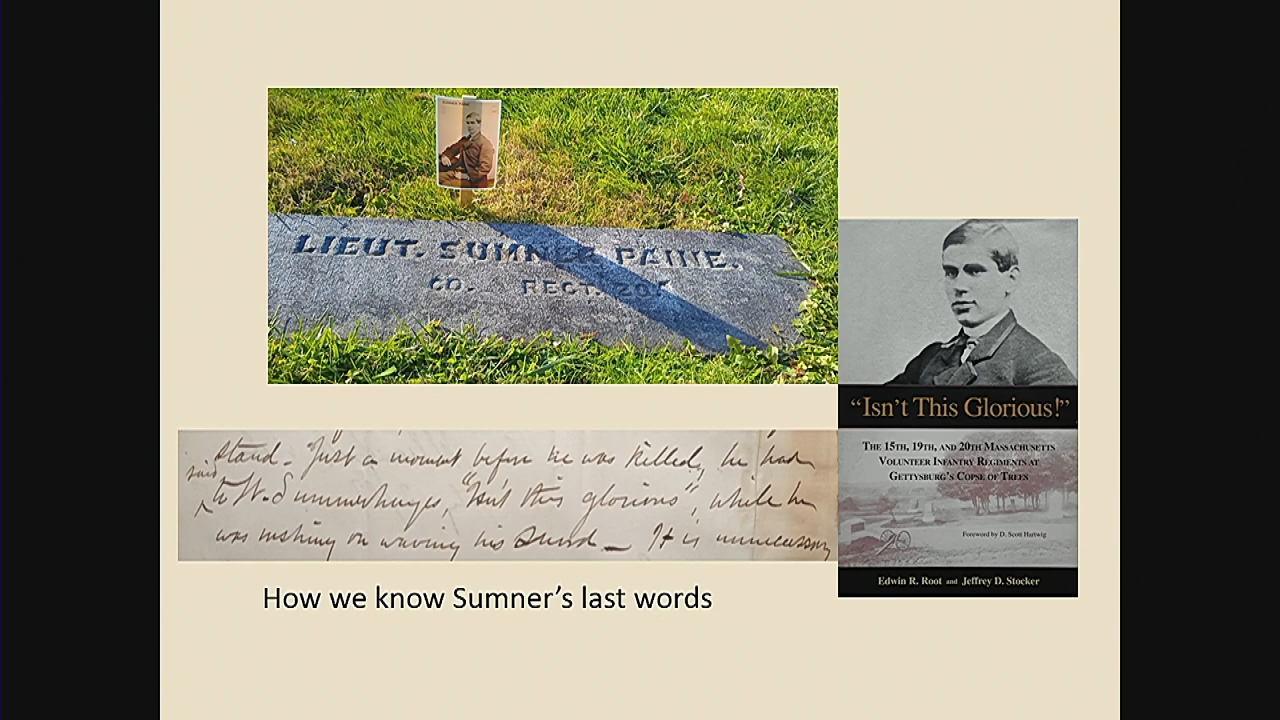 LIEUT. SUMNER PAINE.
CO. REGT. 20
stand. Just a moment before he was killed, he had
said
to W. Summerhayes, "Isn't this glorious", while he
was rushing on waving his sword — It is unnecessary
How we know Sumner's last words
"Isn't This Glorious!"
THE 15TH, 19TH, AND 20TH MASSACHUSETTS
VOLUNTEER INFANTRY REGIMENTS AT
GETTYSBURG'S COPSE OF TREES
Foreword by D. Scott Hartwig
Edwin R. Root and Jeffrey D. Stocker